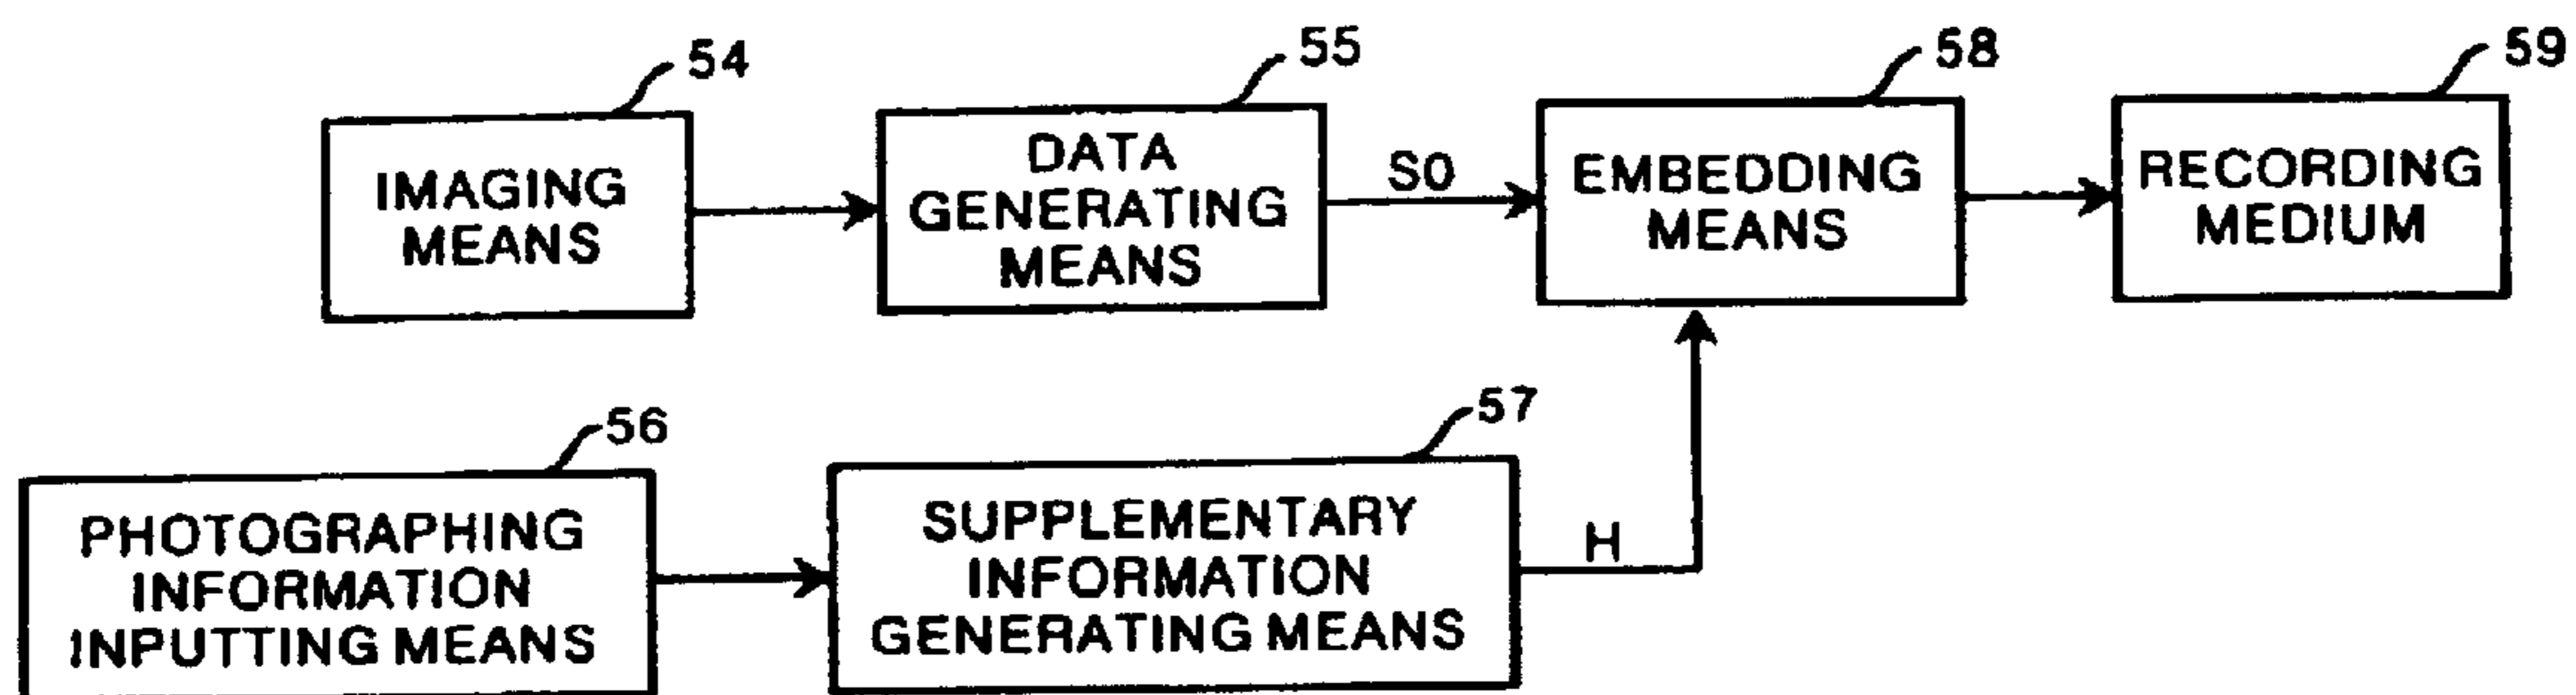 54
55
58
59
IMAGING
MEANS
DATA
GENERATING
MEANS
S0
EMBEDDING
MEANS
RECORDING
MEDIUM
56
57
PHOTOGRAPHING
INFORMATION
INPUTTING MEANS
SUPPLEMENTARY
INFORMATION
GENERATING MEANS
H